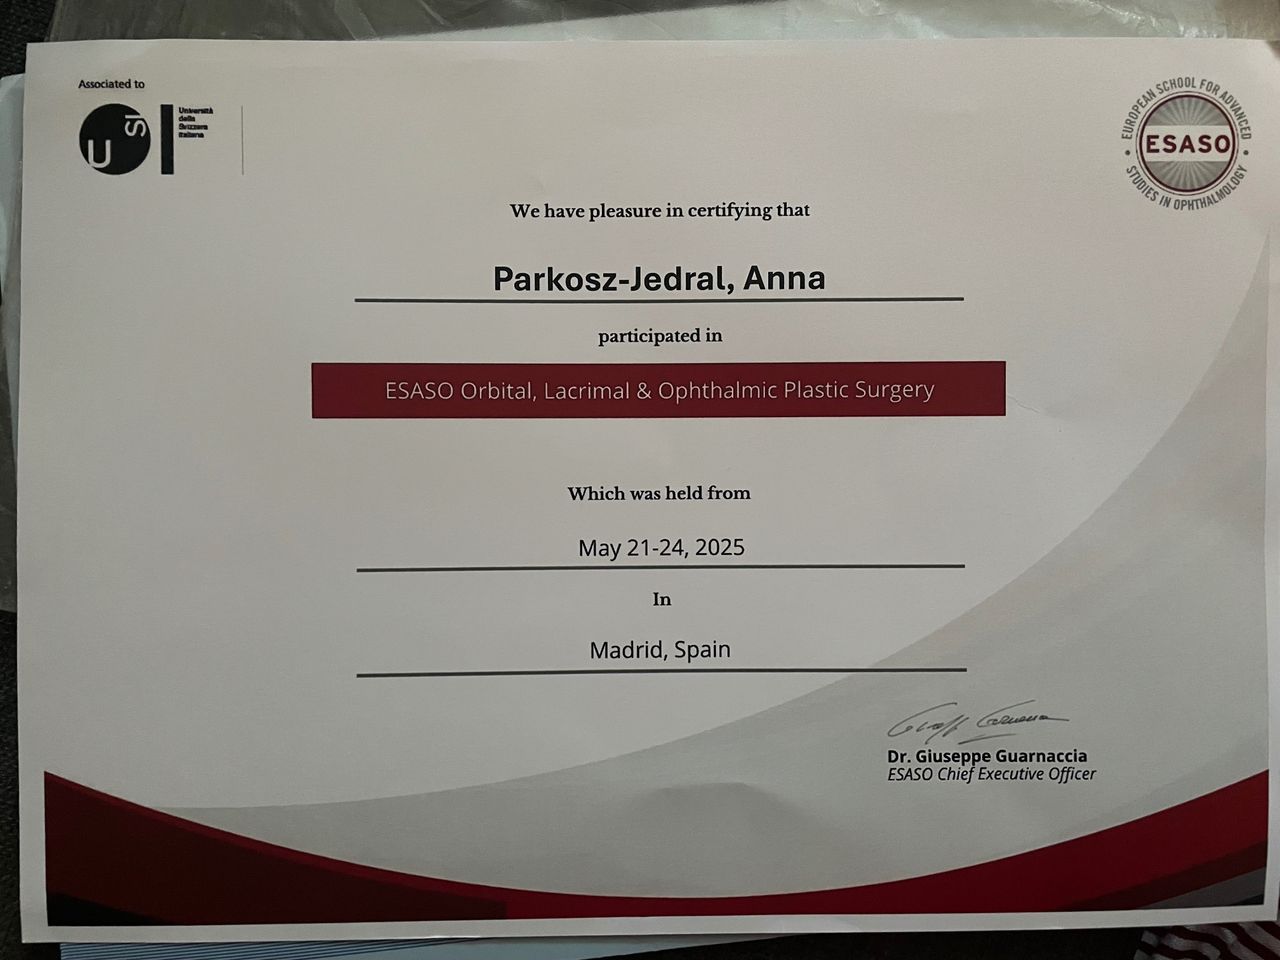 Associated to
USI
Università
della
Svizzera
italiana
EUROPEAN SCHOOL FOR ADVANCED
ESASO
STUDIES IN OPHTHALMOLOGY
We have pleasure in certifying that
Parkosz-Jedral, Anna
participated in
ESASO Orbital, Lacrimal & Ophthalmic Plastic Surgery
Which was held from
May 21-24, 2025
In
Madrid, Spain
Dr. Giuseppe Guarnaccia
ESASO Chief Executive Officer